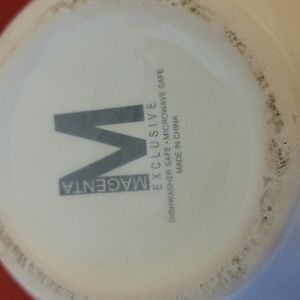 M
MAGENTA
EXCLUSIVE
DISHWASHER SAFE • MICROWAVE SAFE
MADE IN CHINA